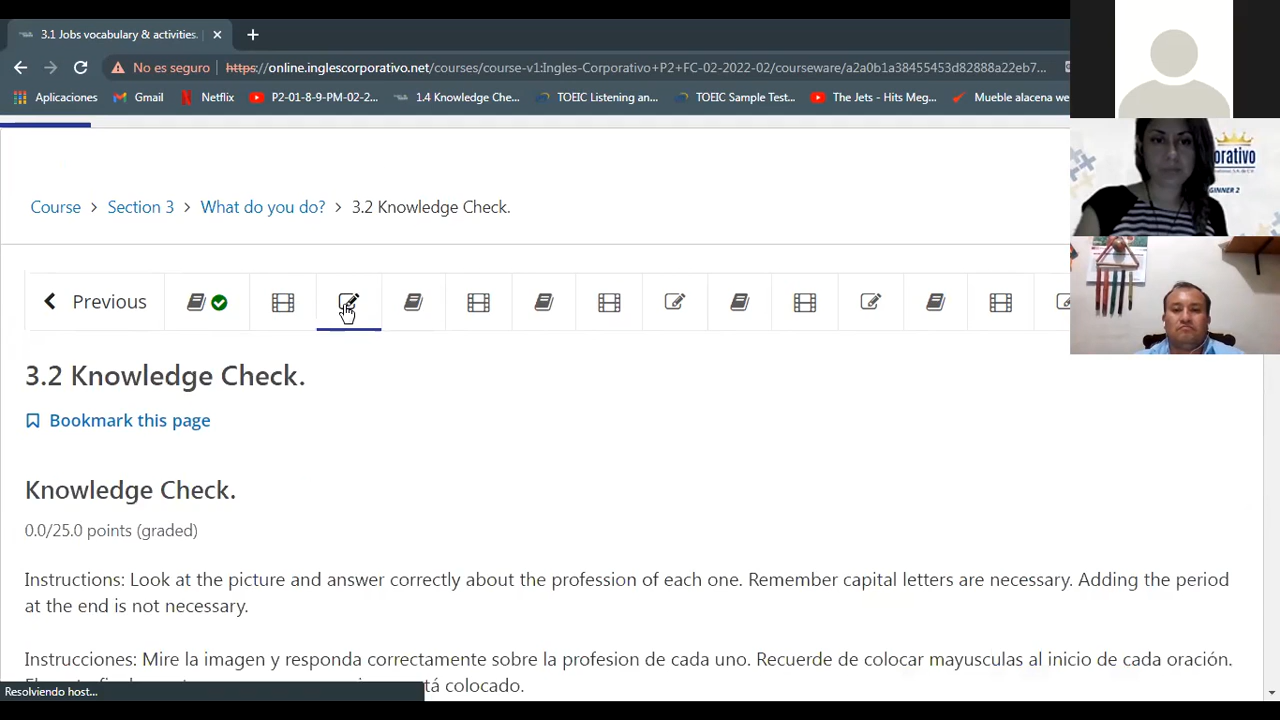 3.1 Jobs vocabulary & activities.
No es seguro
https://online.inglescorporativo.net/courses/course-v1:Ingles-Corporativo+P2+FC-02-2022-02/courseware/a2a0b1a38455453d82888a22eb7...
Aplicaciones
Gmail
Netflix
P2-01-8-9-PM-02-2...
1.4 Knowledge Che...
TOEIC Listening an...
TOEIC Sample Test...
The Jets - Hits Meg...
Mueble alacena we
orativo
GINNER 2
Course > Section 3 > What do you do? > 3.2 Knowledge Check.
Previous
3.2 Knowledge Check.
Bookmark this page
Knowledge Check.
0.0/25.0 points (graded)
Instructions: Look at the picture and answer correctly about the profession of each one. Remember capital letters are necessary. Adding the period
at the end is not necessary.
Instrucciones: Mire la imagen y responda correctamente sobre la profesion de cada uno. Recuerde de colocar mayusculas al inicio de cada oración.
tá colocado.
Resolviendo host...